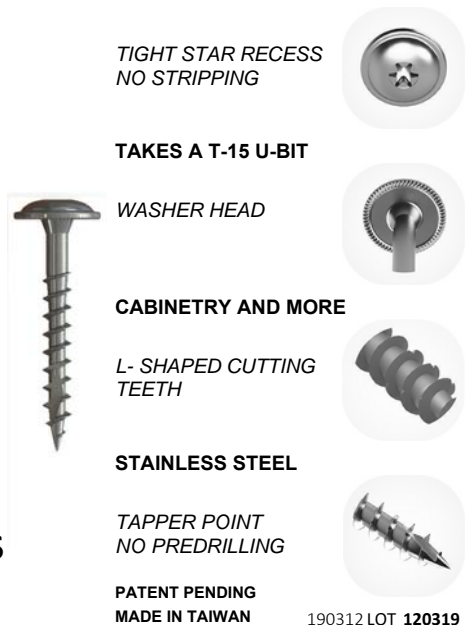 TIGHT STAR RECESS
NO STRIPPING
TAKES A T-15 U-BIT
WASHER HEAD
CABINETRY AND MORE
L- SHAPED CUTTING
TEETH
STAINLESS STEEL
TAPPER POINT
NO PREDRILLING
PATENT PENDING
MADE IN TAIWAN
190312 LOT 120319